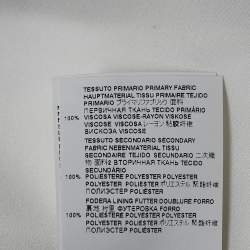 TESSUTO PRIMARIO PRIMARY FABRIC
HAUPTMATERIAL TISSU PRIMAIRE TEJIDO
PRIMARIO プライマリファブリック 面料
ПЕРВИЧНАЯ ТКАНЬ TECIDO PRIMÁRIO
100% VISCOSA VISCOSE-RAYON VISKOSE
VISCOSE VISCOSA レーヨン 粘胶纤维
ВИСКОЗА VISCOSE
TESSUTO SECONDARIO SECONDARY
FABRIC NEBENMATERIAL TISSU
SECONDAIRE TEJIDO SECUNDARIO 二次織
物 面料2 ВТОРИЧНАЯ ТКАНЬ TECIDO
SECUNDÁRIO
100% POLIESTERE POLYESTER POLYESTER
POLYESTER POLIÉSTER ポリエステル 聚酯纤维
ПОЛИЭСТЕР POLIÉSTER
FODERA LINING FUTTER DOUBLURE FORRO
裏地 里料 ФУТЕРОВКА FORRO
100% POLIESTERE POLYESTER POLYESTER
POLYESTER POLIÉSTER ポリエステル 聚酯纤维
ПОЛИЭСТЕР POLIÉSTER